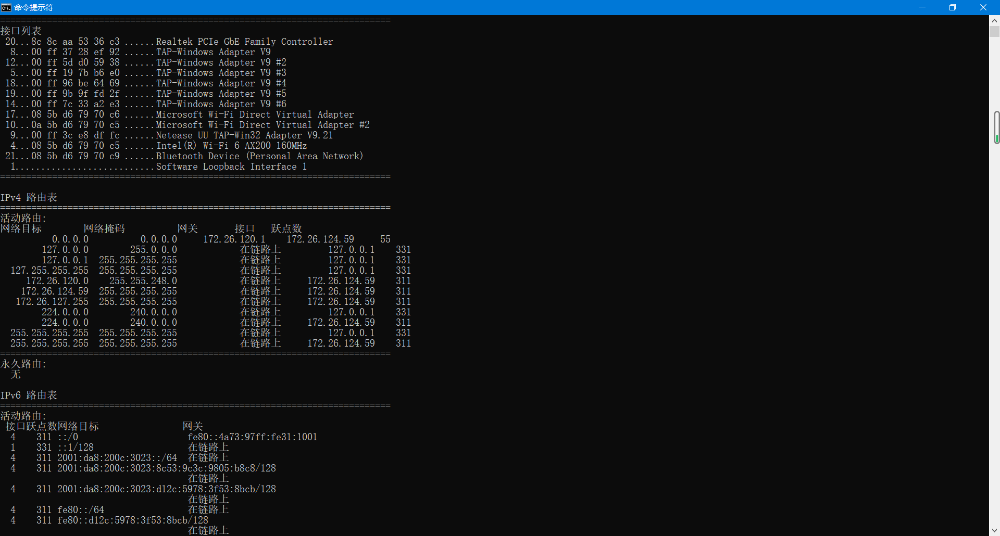 命令提示符
===========================================================================
接口列表
 20...8c 8c aa 53 36 c3 ......Realtek PCIe GbE Family Controller
  8...00 ff 37 28 ef 92 ......TAP-Windows Adapter V9
 12...00 ff 5d d0 59 38 ......TAP-Windows Adapter V9 #2
  5...00 ff 19 7b b6 e0 ......TAP-Windows Adapter V9 #3
 18...00 ff 96 be 64 69 ......TAP-Windows Adapter V9 #4
 19...00 ff 9b 9f fd 2f ......TAP-Windows Adapter V9 #5
 14...00 ff 7c 33 a2 e3 ......TAP-Windows Adapter V9 #6
 17...08 5b d6 79 70 c6 ......Microsoft Wi-Fi Direct Virtual Adapter
 10...0a 5b d6 79 70 c5 ......Microsoft Wi-Fi Direct Virtual Adapter #2
  9...00 ff 3c e8 df fc ......Netease UU TAP-Win32 Adapter V9.21
  4...08 5b d6 79 70 c5 ......Intel(R) Wi-Fi 6 AX200 160MHz
 21...08 5b d6 79 70 c9 ......Bluetooth Device (Personal Area Network)
  1...........................Software Loopback Interface 1
===========================================================================
IPv4 路由表
===========================================================================
活动路由:
网络目标        网络掩码          网关       接口   跃点数
          0.0.0.0          0.0.0.0     172.26.120.1    172.26.124.59     55
        127.0.0.0        255.0.0.0            在链路上         127.0.0.1    331
        127.0.0.1  255.255.255.255            在链路上         127.0.0.1    331
  127.255.255.255  255.255.255.255            在链路上         127.0.0.1    331
     172.26.120.0    255.255.248.0            在链路上     172.26.124.59    311
    172.26.124.59  255.255.255.255            在链路上     172.26.124.59    311
   172.26.127.255  255.255.255.255            在链路上     172.26.124.59    311
        224.0.0.0        240.0.0.0            在链路上         127.0.0.1    331
        224.0.0.0        240.0.0.0            在链路上     172.26.124.59    311
  255.255.255.255  255.255.255.255            在链路上         127.0.0.1    331
  255.255.255.255  255.255.255.255            在链路上     172.26.124.59    311
===========================================================================
永久路由:
  无
IPv6 路由表
===========================================================================
活动路由:
 接口跃点数网络目标                网关
  4    311 ::/0                     fe80::4a73:97ff:fe31:1001
  1    331 ::1/128                  在链路上
  4    311 2001:da8:200c:3023::/64  在链路上
  4    311 2001:da8:200c:3023:8c53:9c3c:9805:b8c8/128
                                    在链路上
  4    311 2001:da8:200c:3023:d12c:5978:3f53:8bcb/128
                                    在链路上
  4    311 fe80::/64                在链路上
  4    311 fe80::d12c:5978:3f53:8bcb/128
                                    在链路上